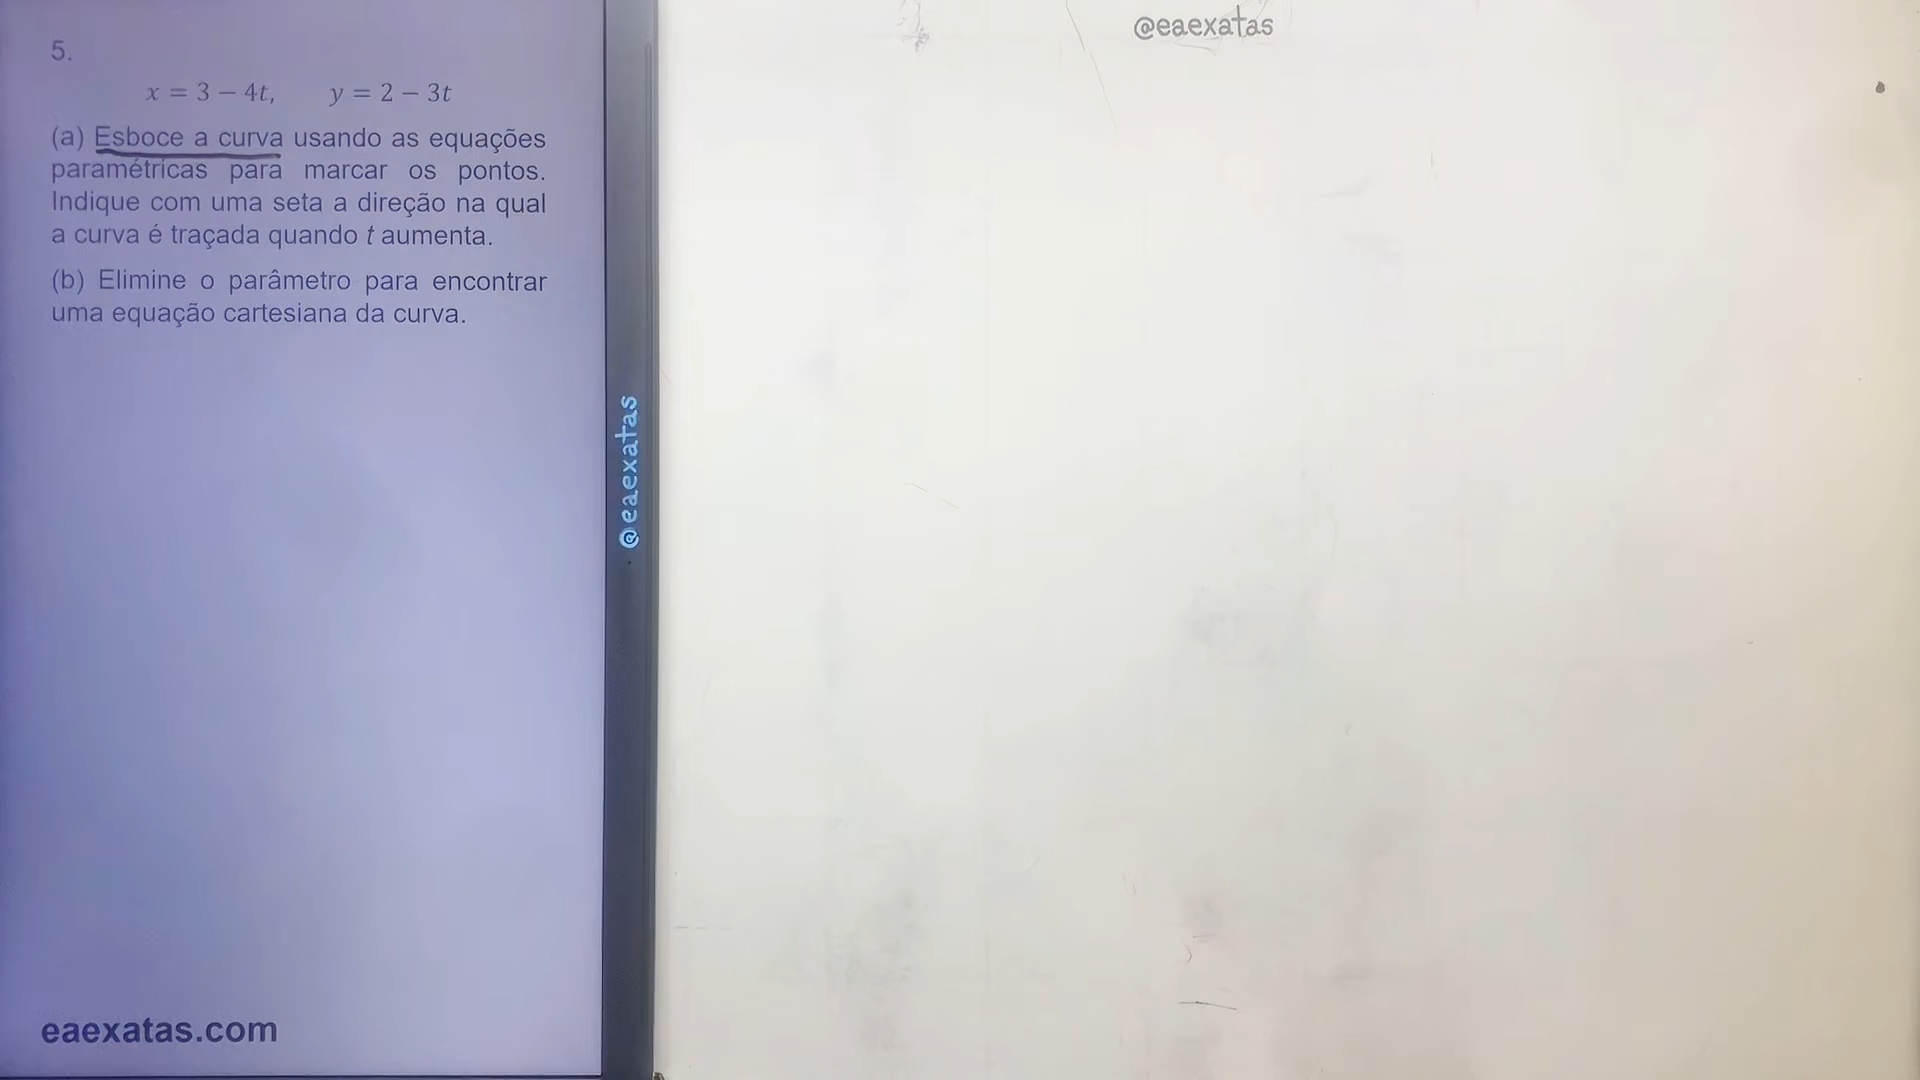 5.
x = 3 − 4t, y = 2 − 3t
(a) Esboce a curva usando as equações
paramétricas para marcar os pontos.
Indique com uma seta a direção na qual
a curva é traçada quando t aumenta.
(b) Elimine o parâmetro para encontrar
uma equação cartesiana da curva.
eaexatas.com
@eaexatas
@eaexatas